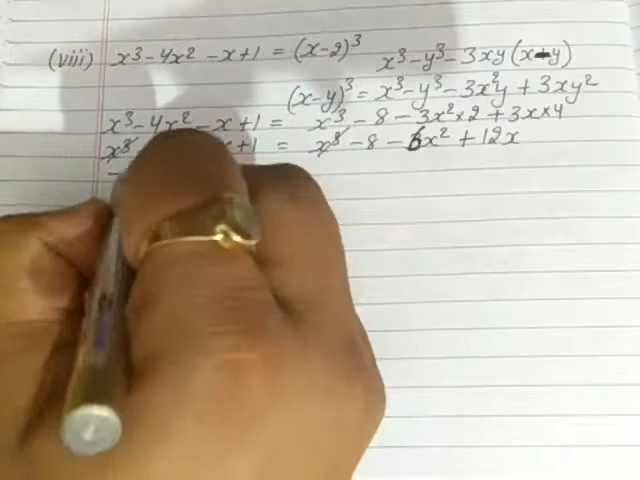 (viii) x³ - 4x² - x + 1 = (x - 2)³ x³ - y³ - 3xy (x - y)
(x - y)³ = x³ - y³ - 3x²y + 3xy²
x³ - 4x² - x + 1 = x³ - 8 - 3x² × 2 + 3x × 4
x³ x + 1 = x³ - 8 - 6x² + 12x